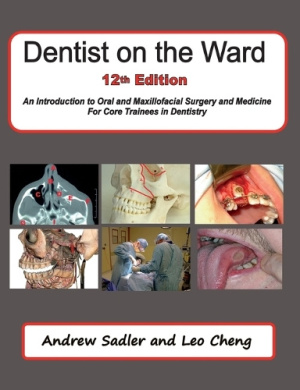 Dentist on the Ward
12th Edition
An Introduction to Oral and Maxillofacial Surgery and Medicine
For Core Trainees in Dentistry
Andrew Sadler and Leo Cheng